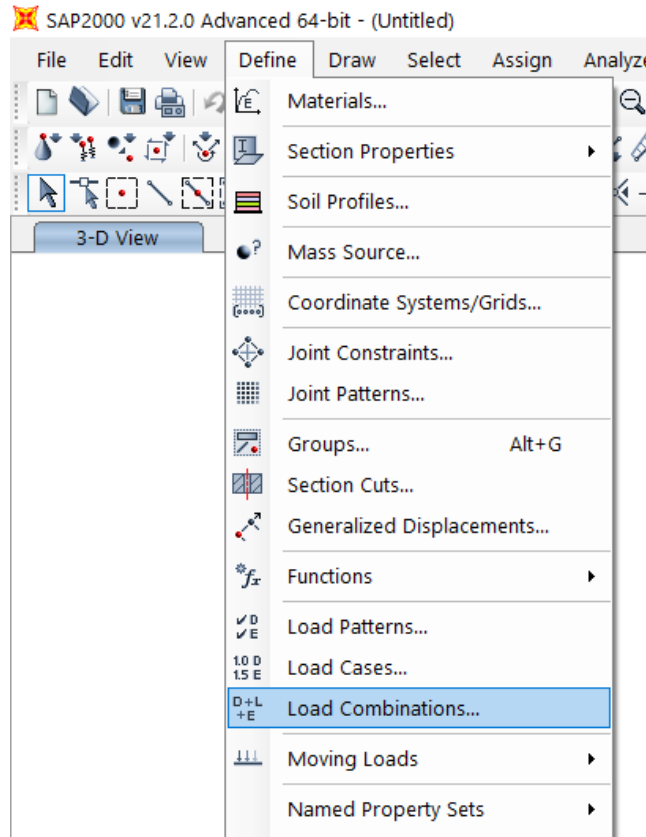 SAP2000 v21.2.0 Advanced 64-bit - (Untitled)
File Edit View Define Draw Select Assign Analyze
Materials...
Section Properties
Soil Profiles...
3-D View
Mass Source...
Coordinate Systems/Grids...
Joint Constraints...
Joint Patterns...
Groups... Alt+G
Section Cuts...
Generalized Displacements...
Functions
Load Patterns...
Load Cases...
Load Combinations...
Moving Loads
Named Property Sets